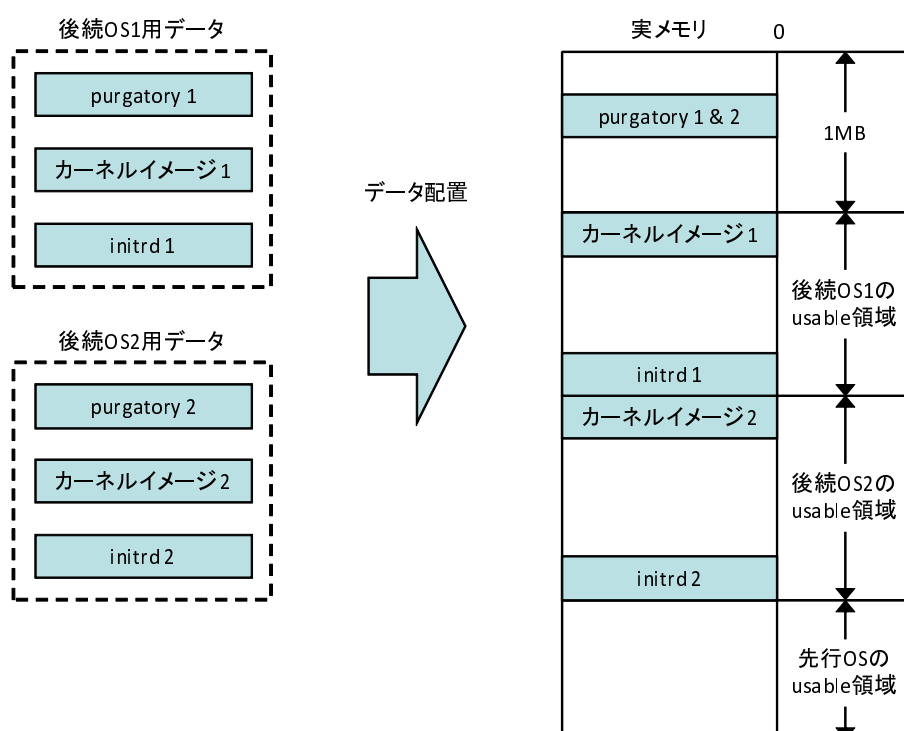 後続OS1用データ
purgatory 1
カーネルイメージ1
initrd 1
後続OS2用データ
purgatory 2
カーネルイメージ2
initrd 2
データ配置
実メモリ
0
purgatory 1 & 2
1MB
カーネルイメージ1
後続OS1の
usable領域
initrd 1
カーネルイメージ2
後続OS2の
usable領域
initrd 2
先行OSの
usable領域